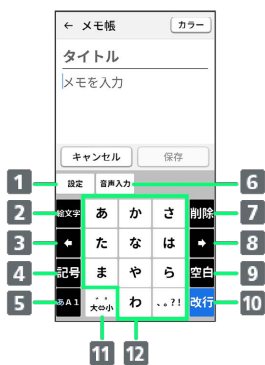 ← メモ帳 カラー
タイトル
メモを入力
キャンセル 保存
1 設定 音声入力 6
2 絵文字 あ か さ 削除 7
3 ← た な は → 8
4 記号 ま や ら 空白 9
5 あA1 大⇔小 わ 、。?! 改行 10
11 12